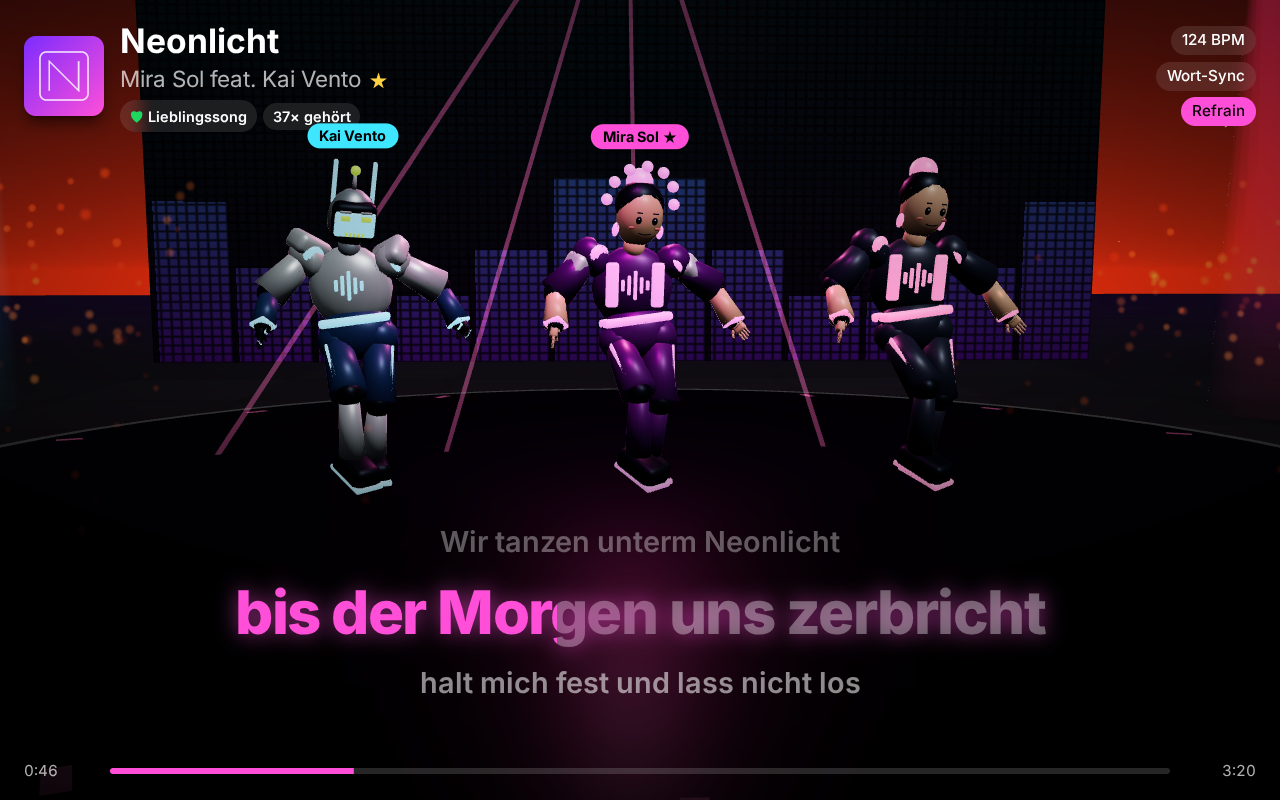 N
Neonlicht
Mira Sol feat. Kai Vento ★
Lieblingssong
37× gehört
124 BPM
Wort-Sync
Refrain
Kai Vento
Mira Sol ★
Wir tanzen unterm Neonlicht
bis der Morgen uns zerbricht
halt mich fest und lass nicht los
0:46
3:20